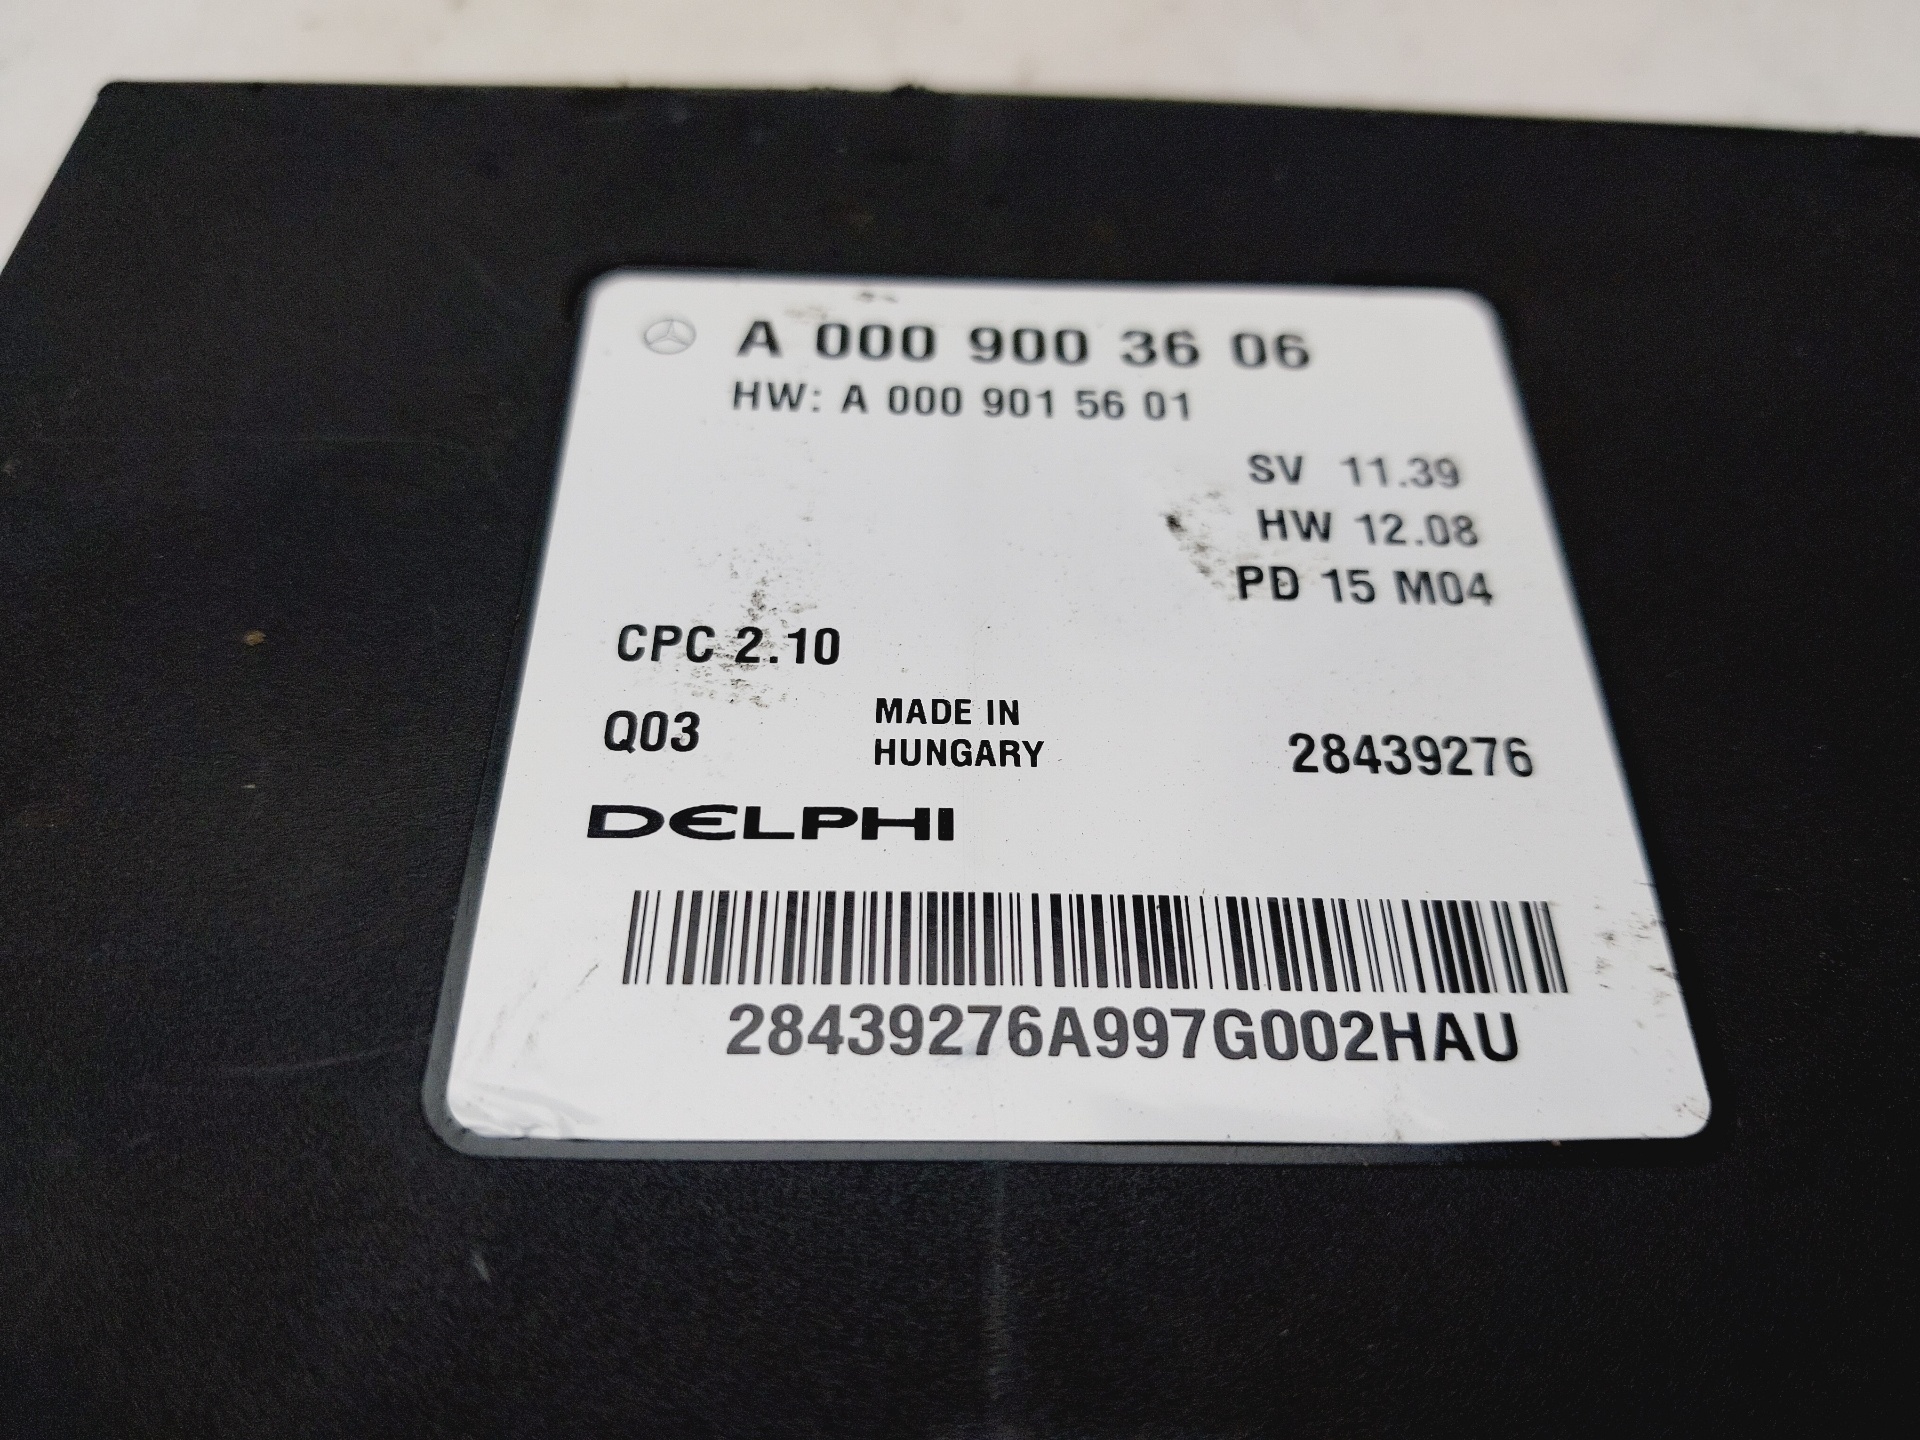 A 000 900 36 06
HW: A 000 901 56 01
SV 11.39
HW 12.08
PD 15 M04
CPC 2.10
Q03
MADE IN
HUNGARY
28439276
DELPHI
28439276A997G002HAU